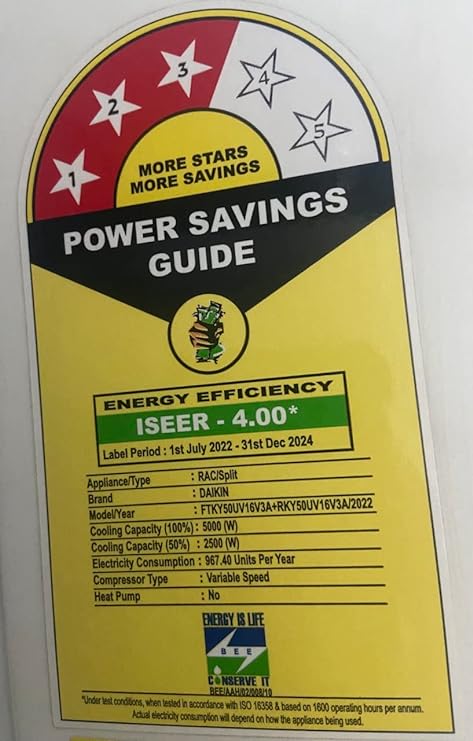 1 2 3 4 5
MORE STARS
MORE SAVINGS
POWER SAVINGS
GUIDE
ENERGY EFFICIENCY
ISEER - 4.00*
Label Period : 1st July 2022 - 31st Dec 2024
Appliance/Type : RAC/Split
Brand : DAIKIN
Model/Year : FTKY50UV16V3A+RKY50UV16V3A/2022
Cooling Capacity (100%) : 5000 (W)
Cooling Capacity (50%) : 2500 (W)
Electricity Consumption : 967.40 Units Per Year
Compressor Type : Variable Speed
Heat Pump : No
ENERGY IS LIFE
BEE
CONSERVE IT
BEE/AAH/02/008/19
*Under test conditions, when tested in accordance with ISO 16358 & based on 1600 operating hours per annum.
Actual electricity consumption will depend on how the appliance being used.